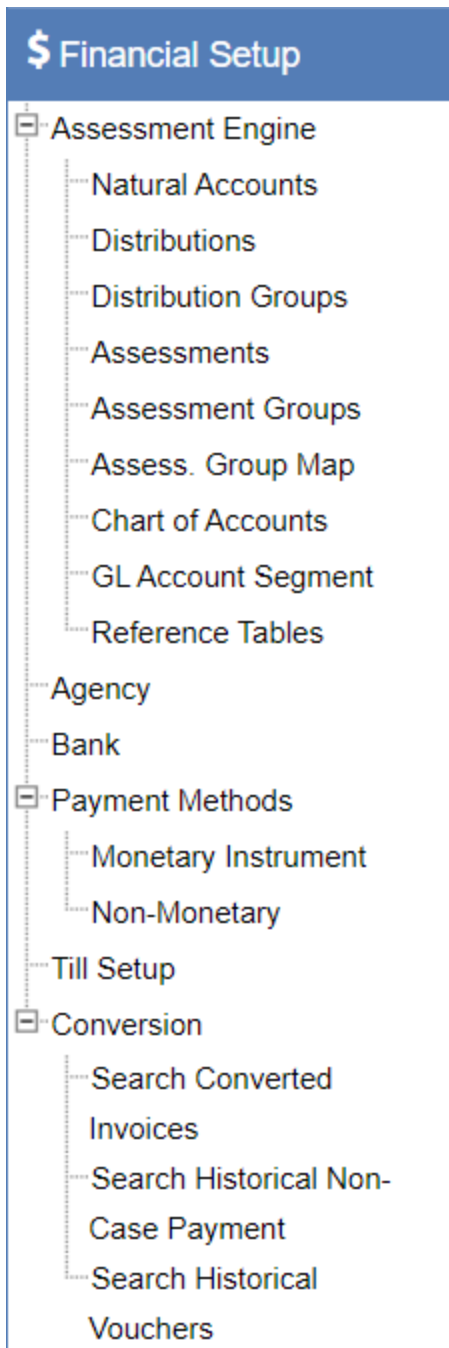 $ Financial Setup
Assessment Engine
Natural Accounts
Distributions
Distribution Groups
Assessments
Assessment Groups
Assess. Group Map
Chart of Accounts
GL Account Segment
Reference Tables
Agency
Bank
Payment Methods
Monetary Instrument
Non-Monetary
Till Setup
Conversion
Search Converted
Invoices
Search Historical Non-
Case Payment
Search Historical
Vouchers